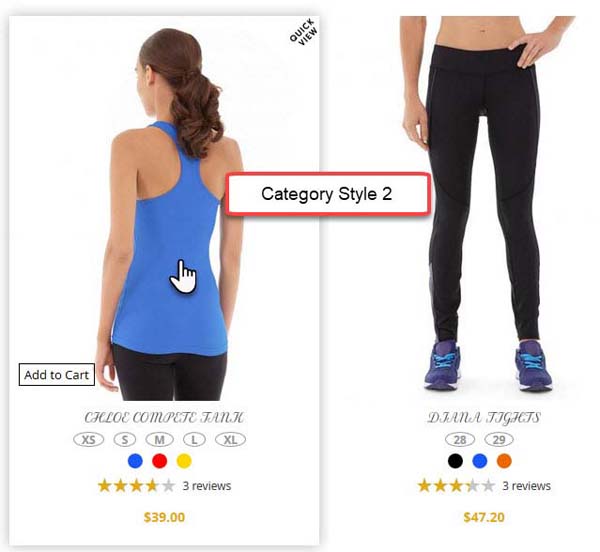 QUICK
VIEW
Category Style 2
Add to Cart
CHLOE COMPETE TANK
XS S M L XL
3 reviews
$39.00
DIANA TIGHTS
28 29
3 reviews
$47.20